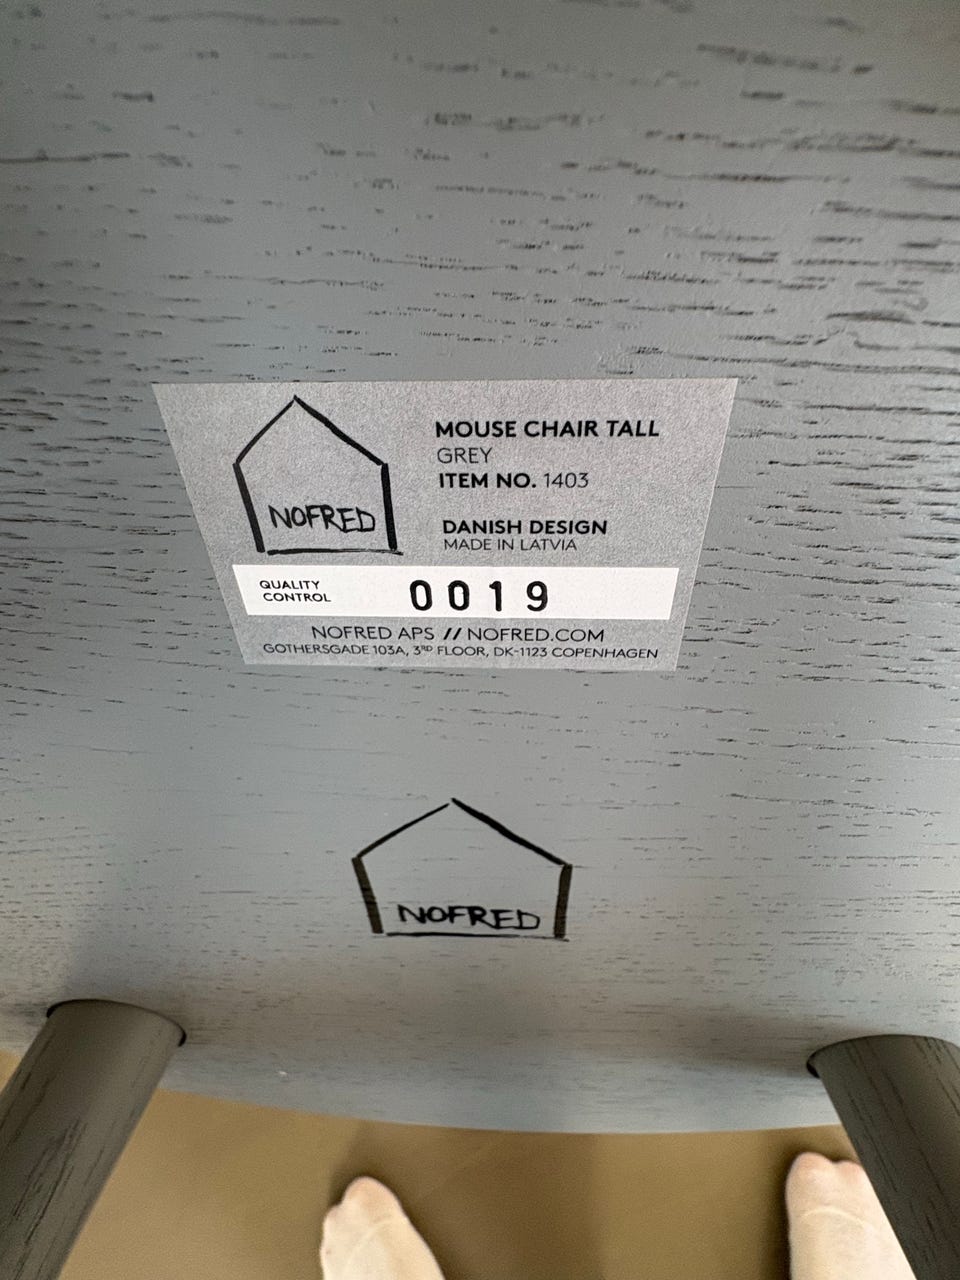 NOFRED
MOUSE CHAIR TALL
GREY
ITEM NO. 1403
DANISH DESIGN
MADE IN LATVIA
QUALITY
CONTROL
0019
NOFRED APS // NOFRED.COM
GOTHERSGADE 103A, 3RD FLOOR, DK-1123 COPENHAGEN
NOFRED